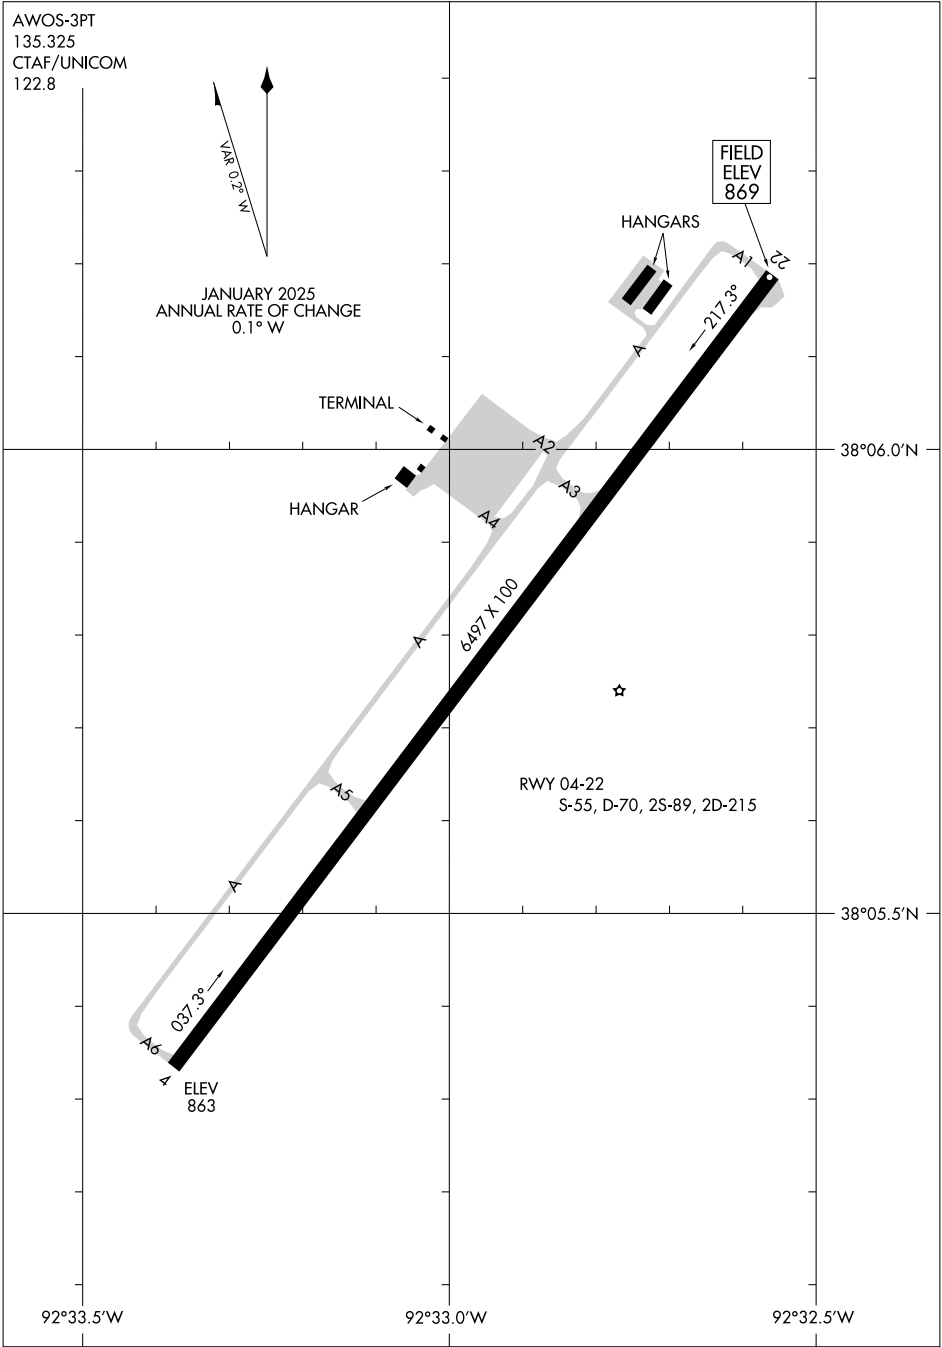 AWOS-3PT
135.325
CTAF/UNICOM
122.8
VAR 0.2° W
JANUARY 2025
ANNUAL RATE OF CHANGE
0.1° W
FIELD
ELEV
869
HANGARS
A1
22
217.3°
A
TERMINAL
A2
38°06.0'N
HANGAR
A3
A4
6497 X 100
A
RWY 04-22
S-55, D-70, 2S-89, 2D-215
A5
A
38°05.5'N
037.3°
A6
4
ELEV
863
92°33.5'W
92°33.0'W
92°32.5'W